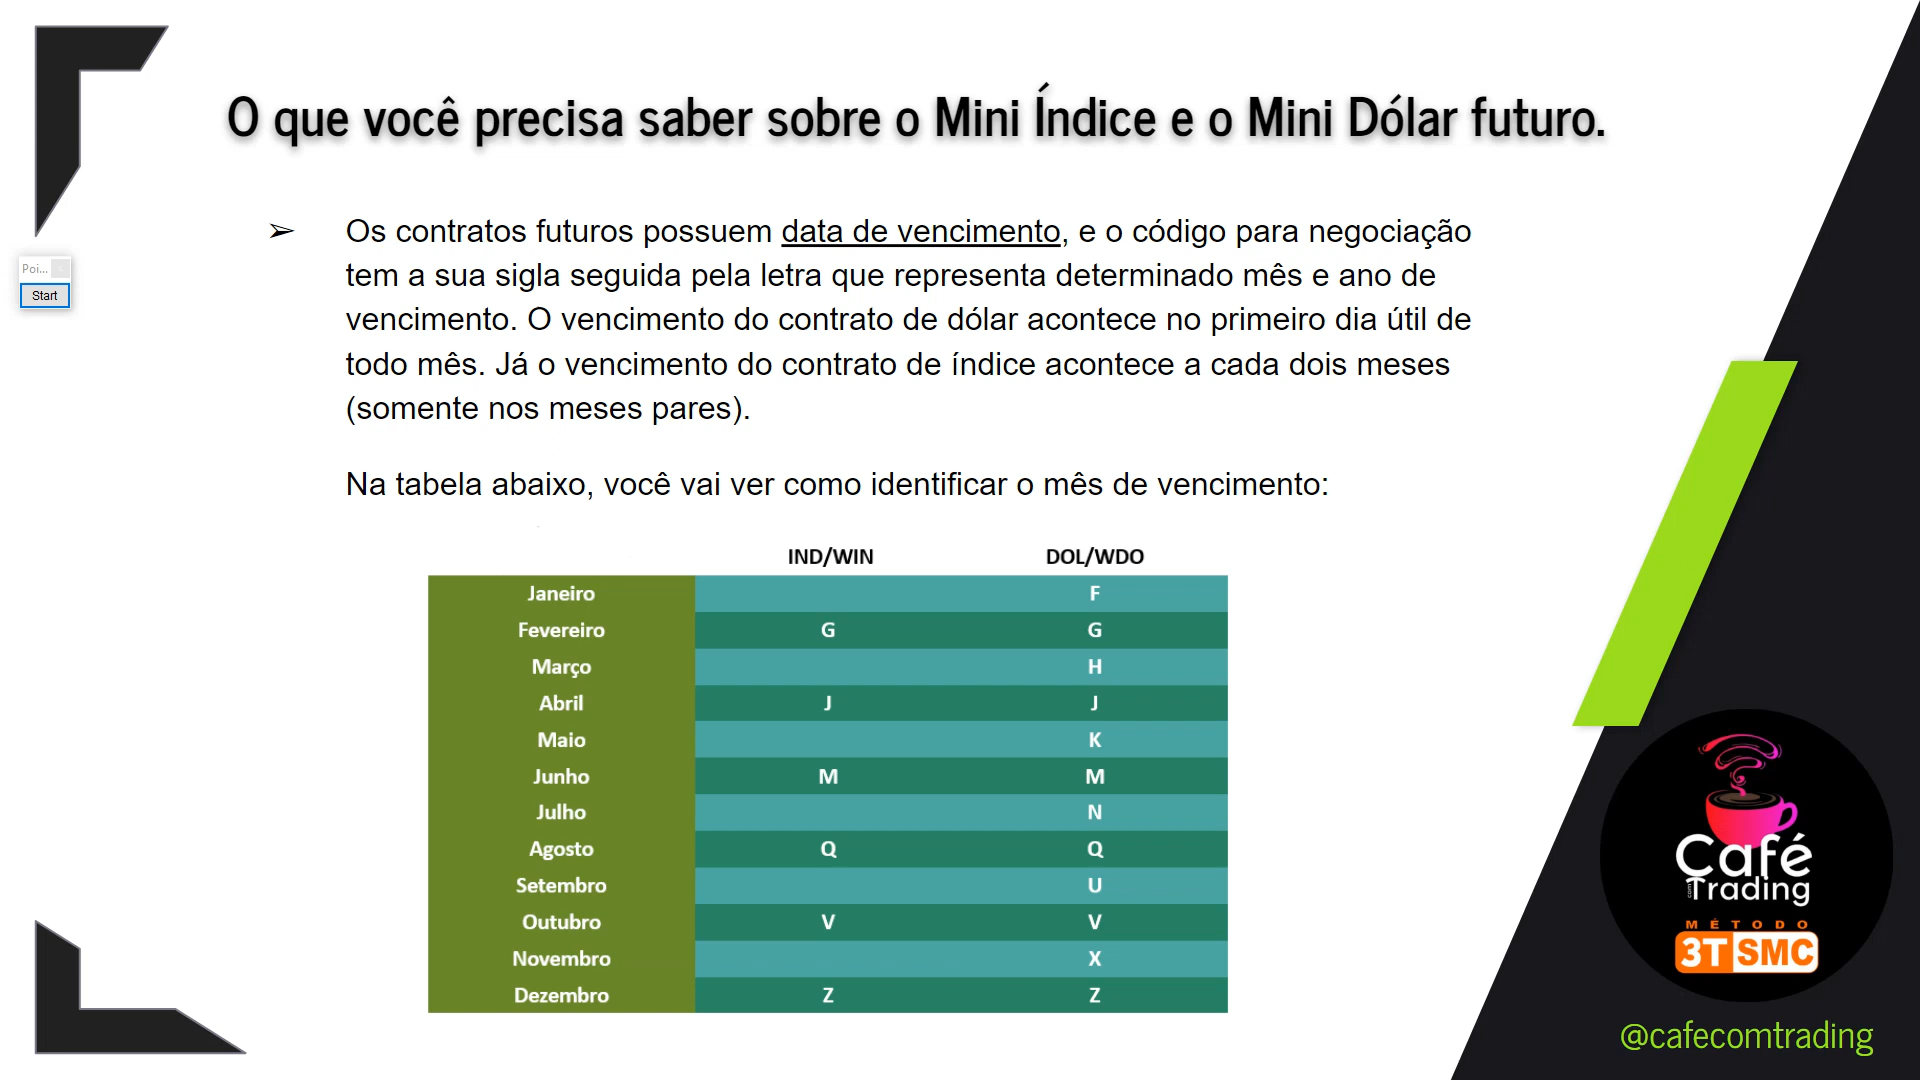 O que você precisa saber sobre o Mini Índice e o Mini Dólar futuro.
➢ Os contratos futuros possuem data de vencimento, e o código para negociação
tem a sua sigla seguida pela letra que representa determinado mês e ano de
vencimento. O vencimento do contrato de dólar acontece no primeiro dia útil de
todo mês. Já o vencimento do contrato de índice acontece a cada dois meses
(somente nos meses pares).
Poi...
Start
Na tabela abaixo, você vai ver como identificar o mês de vencimento:
IND/WIN DOL/WDO
Janeiro F
Fevereiro G G
Março H
Abril J J
Maio K
Junho M M
Julho N
Agosto Q Q
Setembro U
Outubro V V
Novembro X
Dezembro Z Z
Café
com Trading
MÉTODO
3T SMC
@cafecomtrading